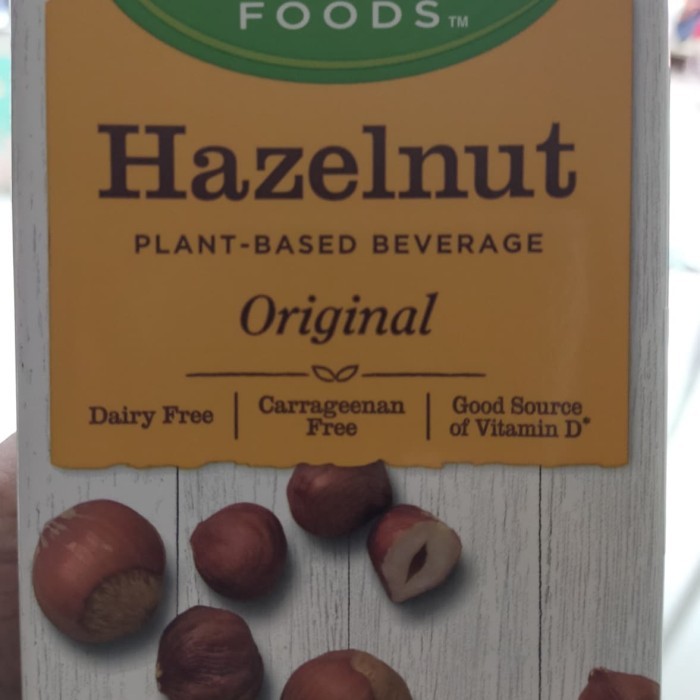 FOODS™
Hazelnut
PLANT-BASED BEVERAGE
Original
Dairy Free | Carrageenan Free | Good Source of Vitamin D*